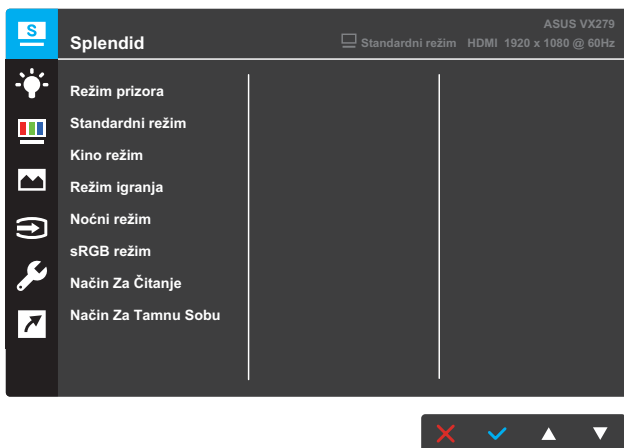 S
ASUS VX279
Splendid
Standardni režim HDMI 1920 x 1080 @ 60Hz
Režim prizora
Standardni režim
Kino režim
Režim igranja
Noćni režim
sRGB režim
Način Za Čitanje
Način Za Tamnu Sobu